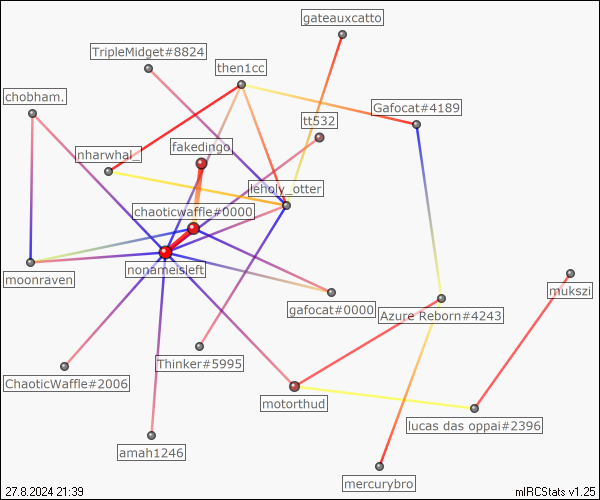 gateauxcatto
TripleMidget#8824
then1cc
chobham.
Gafocat#4189
tt532
fakedingo
nharwhal_
leholy_otter
chaoticwaffle#0000
nonameisleft
moonraven
mukszi
gafocat#0000
Azure Reborn#4243
Thinker#5995
ChaoticWaffle#2006
motorthud
lucas das oppai#2396
amah1246
mercurybro
27.8.2024 21:39
mIRCStats v1.25